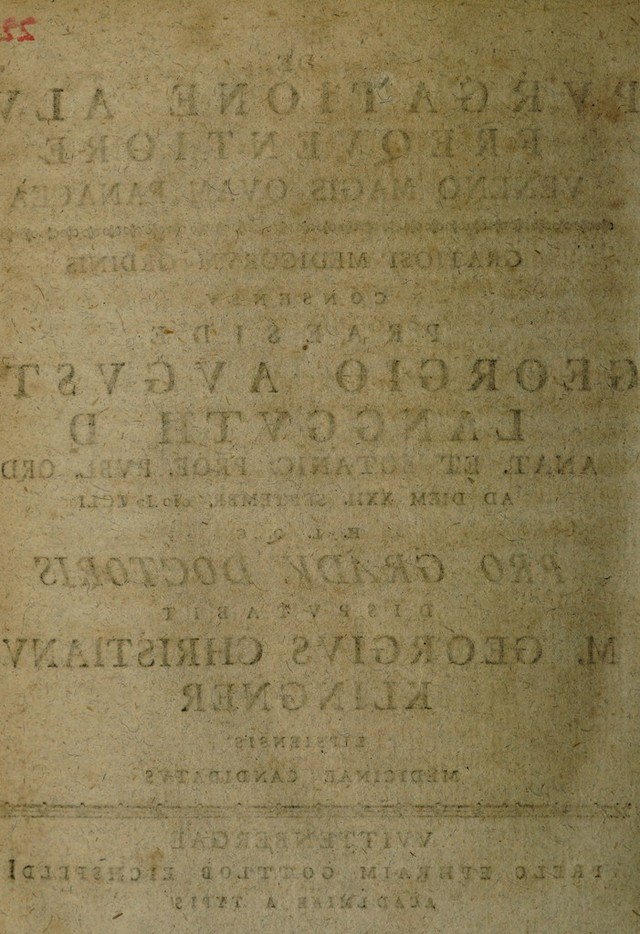 22
DE
PVRGATIONE ALV
FREQVENTIORE
VENENO MAGIS QVAM PANACEA
GRATIOSI MEDICORVM ORDINIS
CONSENSV
PRAESIDE
GEORGIO AVGVST
LANGGVTH D
ANAT. ET BOTANIC. PROF. PVBL. ORD
AD DIEM XXII. SEPTEMBR.
H. L. Q. C
PRO GRADV DOCTORIS
DISPVTABIT
M. GEORGIVS CHRISTIANV
KLINGNER
LIPSIENSIS
MEDICINAE CANDIDATVS
VVITTENBERGAE
PRELO EPHRAIM GOTTLOB EICHSFELDI
ACADEMIAE A TYPIS